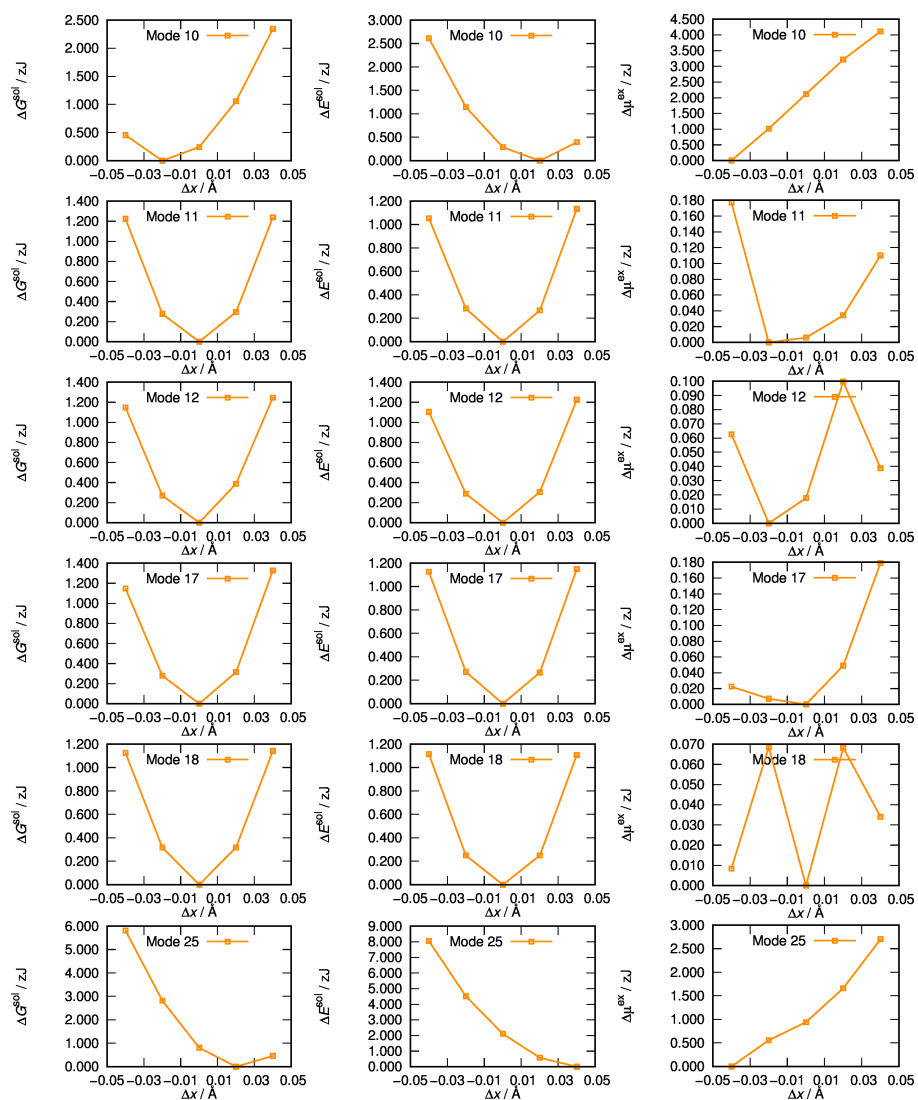 2.500
2.000
1.500
1.000
0.500
0.000
ΔG^sol / zJ
Mode 10
−0.05−0.03−0.01 0.01 0.03 0.05
Δx / Å
3.000
2.500
2.000
1.500
1.000
0.500
0.000
ΔE^sol / zJ
Mode 10
−0.05−0.03−0.01 0.01 0.03 0.05
Δx / Å
4.500
4.000
3.500
3.000
2.500
2.000
1.500
1.000
0.500
0.000
Δμ^ex / zJ
Mode 10
−0.05−0.03−0.01 0.01 0.03 0.05
Δx / Å
1.400
1.200
1.000
0.800
0.600
0.400
0.200
0.000
ΔG^sol / zJ
Mode 11
−0.05−0.03−0.01 0.01 0.03 0.05
Δx / Å
1.200
1.000
0.800
0.600
0.400
0.200
0.000
ΔE^sol / zJ
Mode 11
−0.05−0.03−0.01 0.01 0.03 0.05
Δx / Å
0.180
0.160
0.140
0.120
0.100
0.080
0.060
0.040
0.020
0.000
Δμ^ex / zJ
Mode 11
−0.05−0.03−0.01 0.01 0.03 0.05
Δx / Å
1.400
1.200
1.000
0.800
0.600
0.400
0.200
0.000
ΔG^sol / zJ
Mode 12
−0.05−0.03−0.01 0.01 0.03 0.05
Δx / Å
1.400
1.200
1.000
0.800
0.600
0.400
0.200
0.000
ΔE^sol / zJ
Mode 12
−0.05−0.03−0.01 0.01 0.03 0.05
Δx / Å
0.100
0.090
0.080
0.070
0.060
0.050
0.040
0.030
0.020
0.010
0.000
Δμ^ex / zJ
Mode 12
−0.05−0.03−0.01 0.01 0.03 0.05
Δx / Å
1.400
1.200
1.000
0.800
0.600
0.400
0.200
0.000
ΔG^sol / zJ
Mode 17
−0.05−0.03−0.01 0.01 0.03 0.05
Δx / Å
1.200
1.000
0.800
0.600
0.400
0.200
0.000
ΔE^sol / zJ
Mode 17
−0.05−0.03−0.01 0.01 0.03 0.05
Δx / Å
0.180
0.160
0.140
0.120
0.100
0.080
0.060
0.040
0.020
0.000
Δμ^ex / zJ
Mode 17
−0.05−0.03−0.01 0.01 0.03 0.05
Δx / Å
1.200
1.000
0.800
0.600
0.400
0.200
0.000
ΔG^sol / zJ
Mode 18
−0.05−0.03−0.01 0.01 0.03 0.05
Δx / Å
1.200
1.000
0.800
0.600
0.400
0.200
0.000
ΔE^sol / zJ
Mode 18
−0.05−0.03−0.01 0.01 0.03 0.05
Δx / Å
0.070
0.060
0.050
0.040
0.030
0.020
0.010
0.000
Δμ^ex / zJ
Mode 18
−0.05−0.03−0.01 0.01 0.03 0.05
Δx / Å
6.000
5.000
4.000
3.000
2.000
1.000
0.000
ΔG^sol / zJ
Mode 25
−0.05−0.03−0.01 0.01 0.03 0.05
Δx / Å
9.000
8.000
7.000
6.000
5.000
4.000
3.000
2.000
1.000
0.000
ΔE^sol / zJ
Mode 25
−0.05−0.03−0.01 0.01 0.03 0.05
Δx / Å
3.000
2.500
2.000
1.500
1.000
0.500
0.000
Δμ^ex / zJ
Mode 25
−0.05−0.03−0.01 0.01 0.03 0.05
Δx / Å